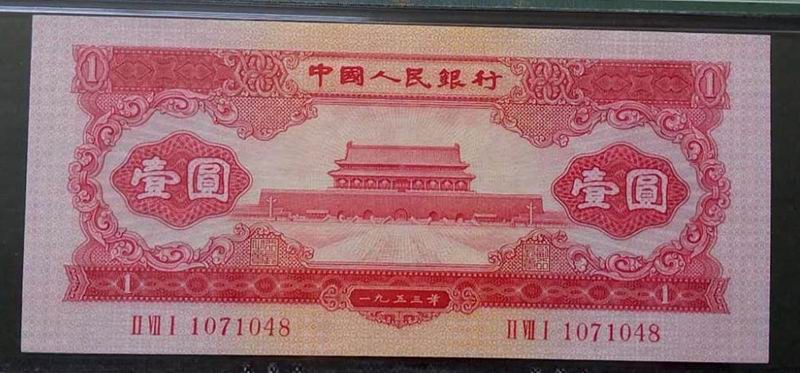 1 中國人民銀行 1
壹圓 壹圓
1 一九五三年 1
II VII I 1071048 II VII I 1071048